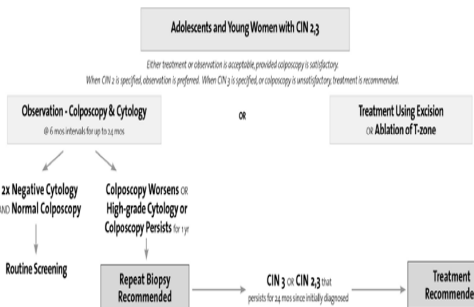 Adolescents and Young Women with CIN 2,3
Either treatment or observation is acceptable, provided colposcopy is satisfactory.
When CIN 2 is specified, observation is preferred. When CIN 3 is specified, or colposcopy is unsatisfactory, treatment is recommended.
Observation - Colposcopy & Cytology
@ 6 mos intervals for up to 24 mos
OR
Treatment Using Excision
OR Ablation of T-zone
2x Negative Cytology
AND Normal Colposcopy
Colposcopy Worsens OR
High-grade Cytology or
Colposcopy Persists for 1 yr
Routine Screening
Repeat Biopsy
Recommended
CIN 3 OR CIN 2,3 that
persists for 24 mos since initially diagnosed
Treatment
Recommende